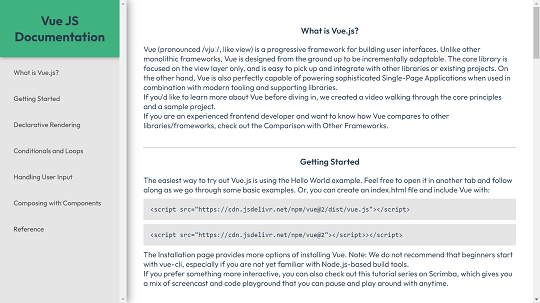 Vue JS
Documentation
What is Vue.js?
Getting Started
Declarative Rendering
Conditionals and Loops
Handling User Input
Composing with Components
Reference
What is Vue.js?
Vue (pronounced /vju /, like view) is a progressive framework for building user interfaces. Unlike other
monolithic frameworks, Vue is designed from the ground up to be incrementally adoptable. The core library is
focused on the view layer only, and is easy to pick up and integrate with other libraries or existing projects. On
the other hand, Vue is also perfectly capable of powering sophisticated Single-Page Applications when used in
combination with modern tooling and supporting libraries.
If you'd like to learn more about Vue before diving in, we created a video walking through the core principles
and a sample project.
If you are an experienced frontend developer and want to know how Vue compares to other
libraries/frameworks, check out the Comparison with Other Frameworks.
Getting Started
The easiest way to try out Vue.js is using the Hello World example. Feel free to open it in another tab and follow
along as we go through some basic examples. Or, you can create an index.html file and include Vue with:
<script src="https://cdn.jsdelivr.net/npm/vue@2/dist/vue.js"></script>
<script src="https://cdn.jsdelivr.net/npm/vue@2"></script>></script>
The Installation page provides more options of installing Vue. Note: We do not recommend that beginners start
with vue-cli, especially if you are not yet familiar with Node.js-based build tools.
If you prefer something more interactive, you can also check out this tutorial series on Scrimba, which gives you
a mix of screencast and code playground that you can pause and play around with anytime.